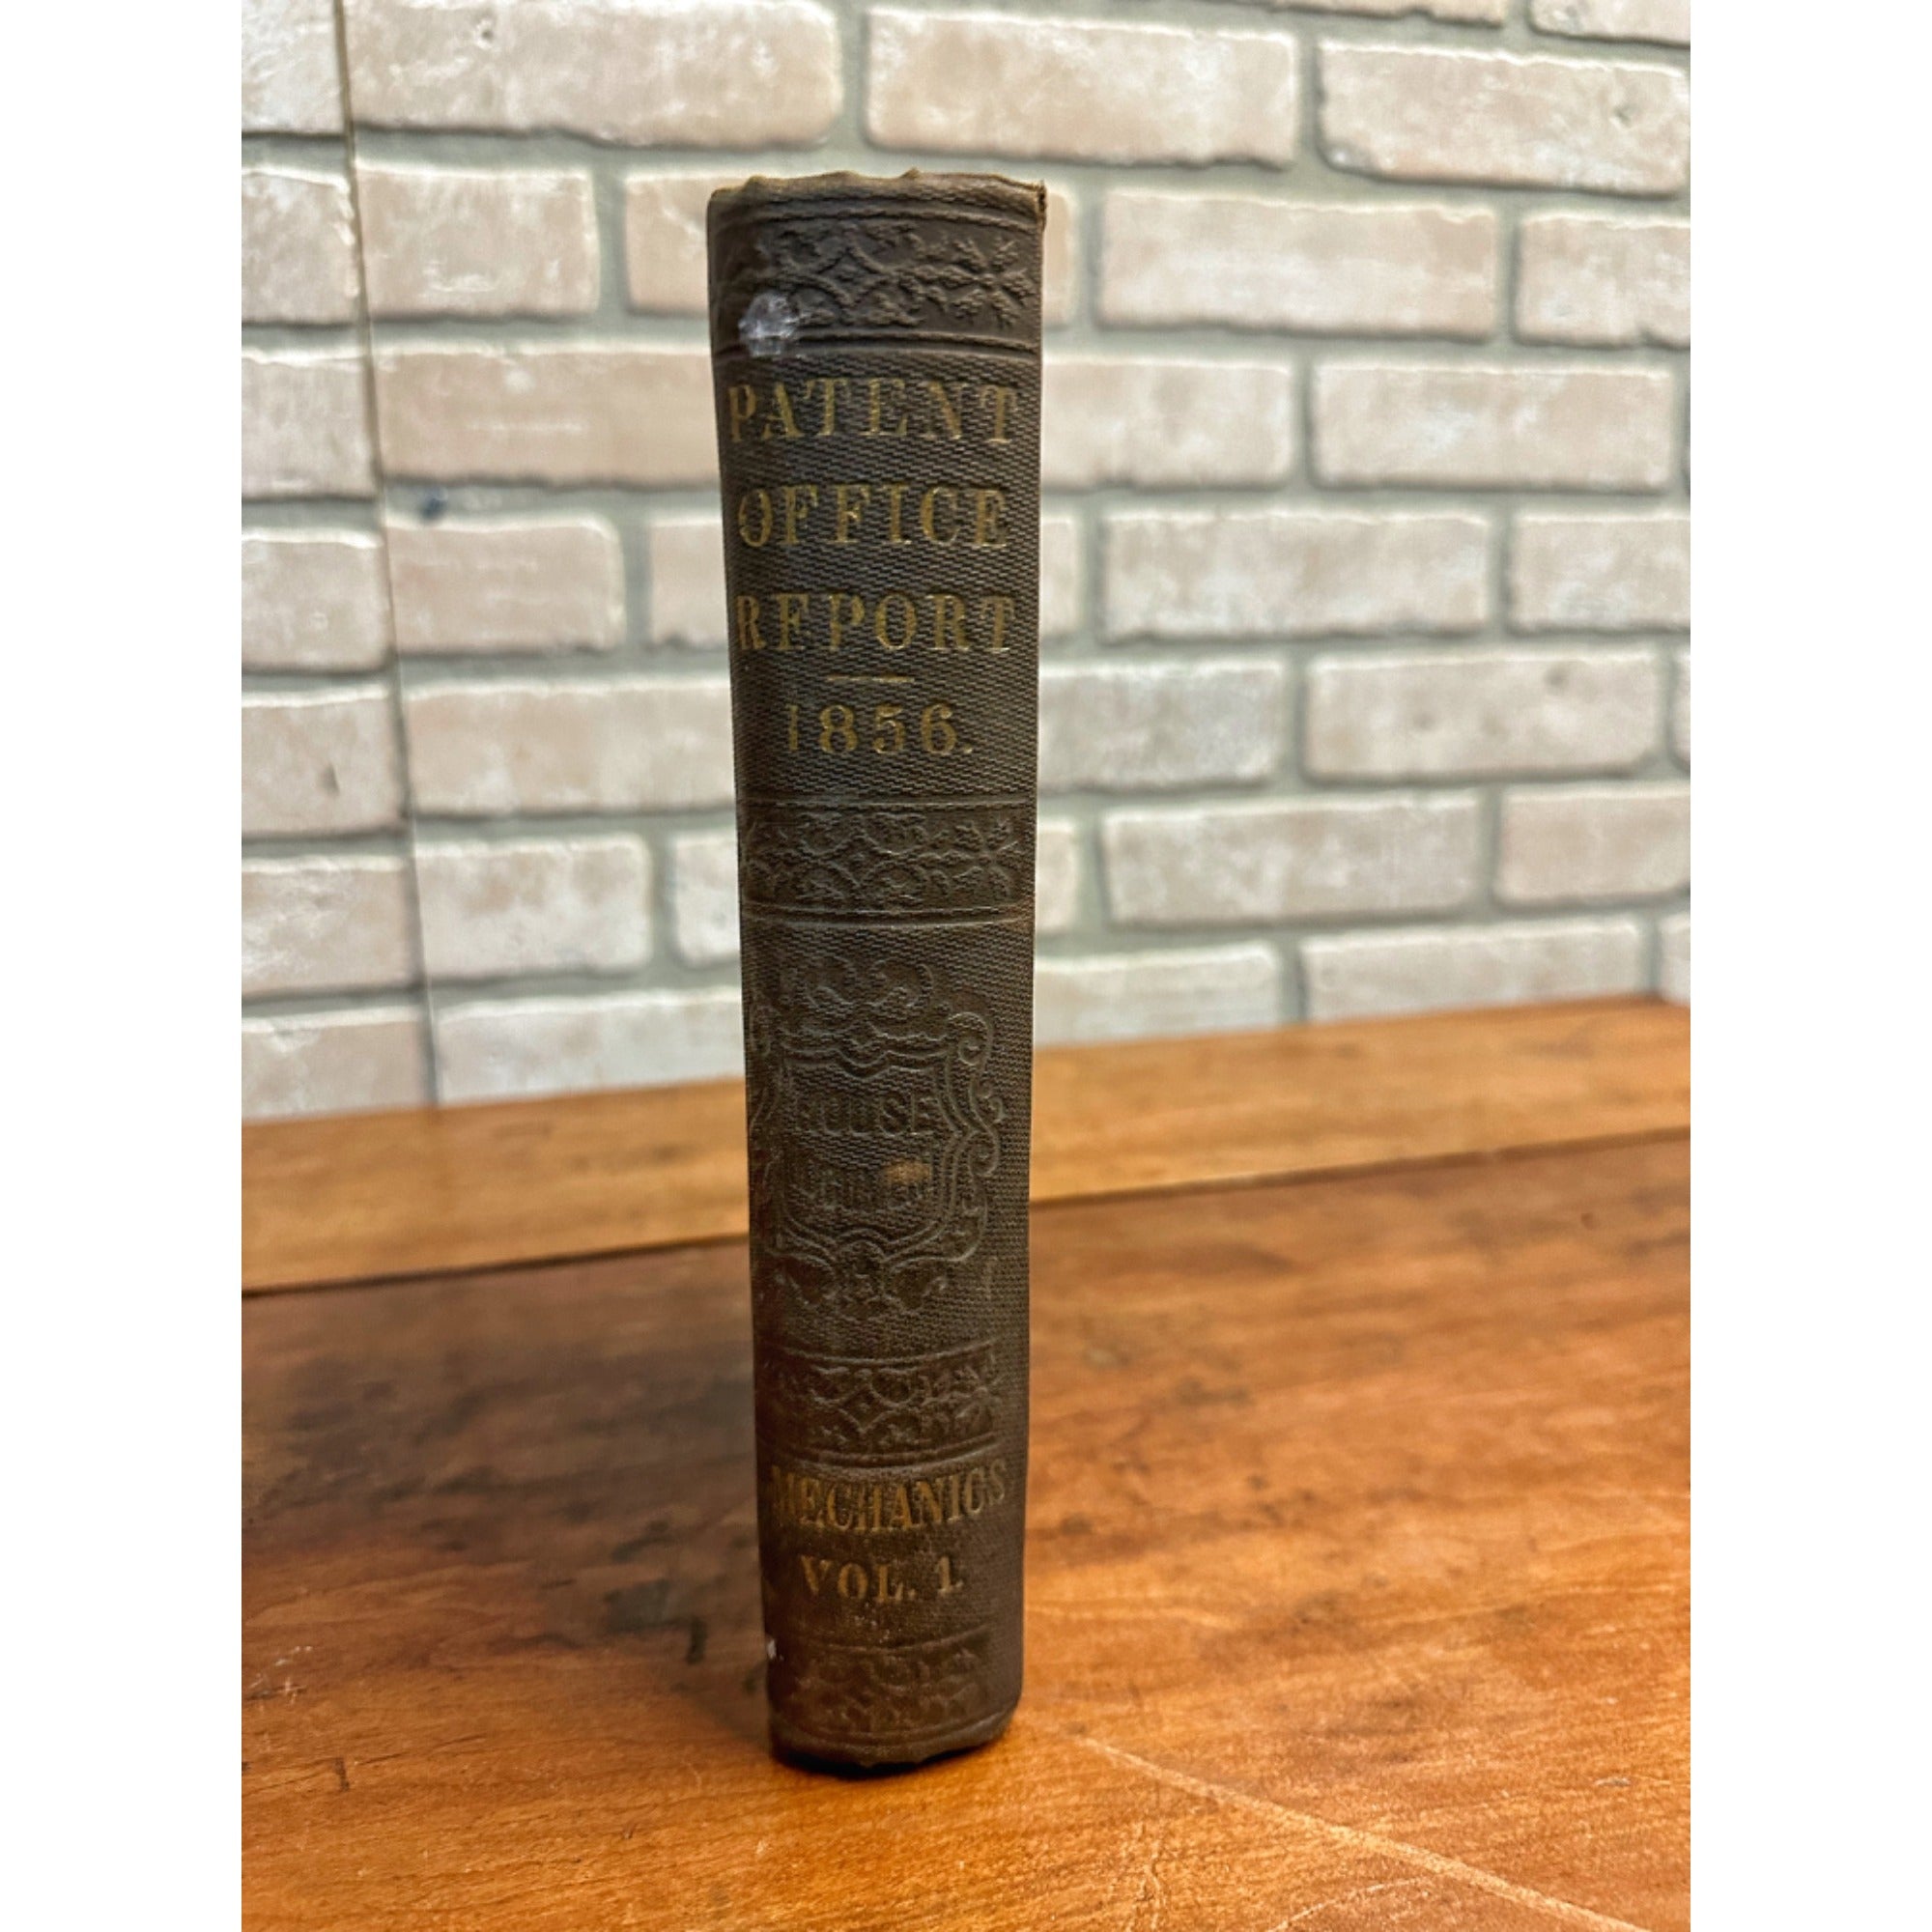 PATENT
OFFICE
REPORT
1856.
HOUSE
MECHANICS
VOL. 1.